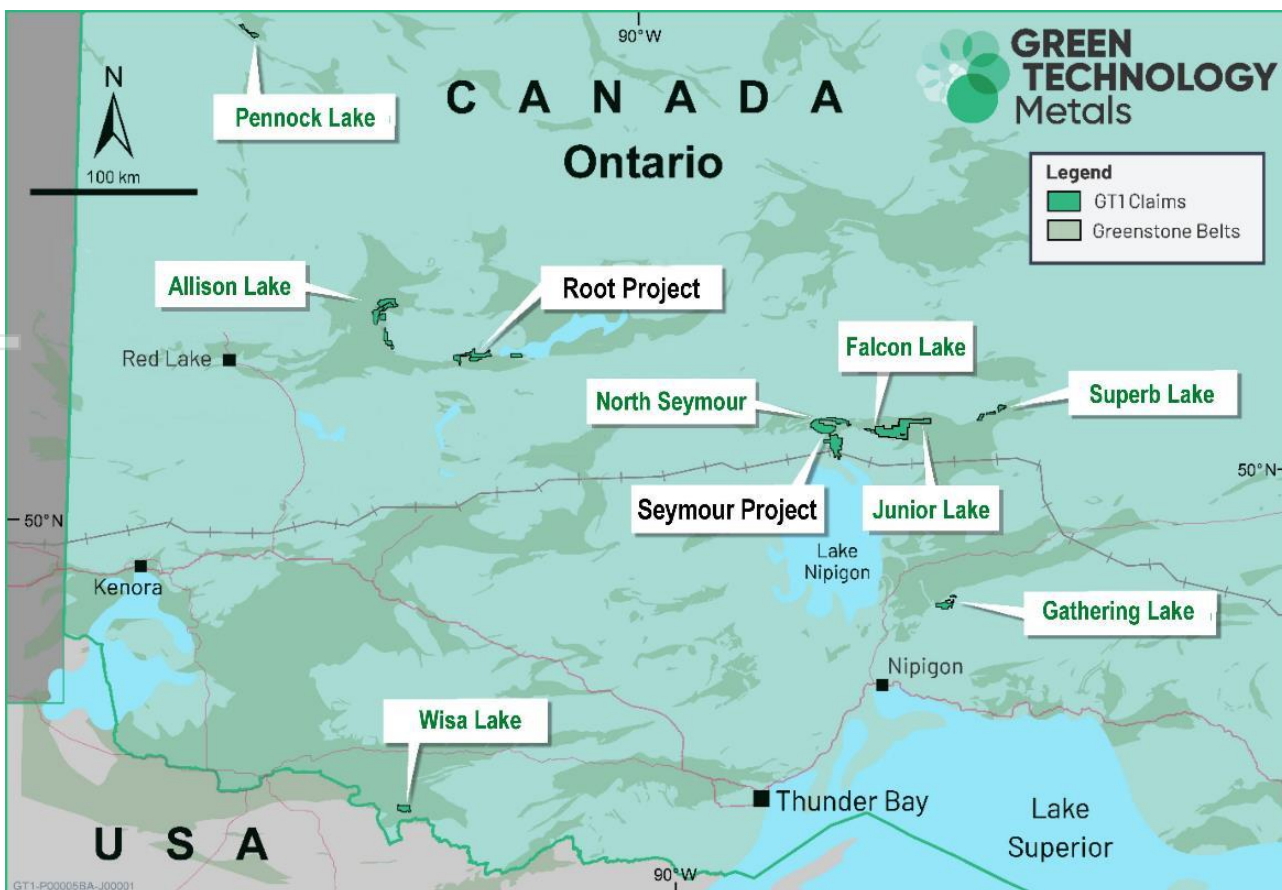 90°W
GREEN
TECHNOLOGY
Metals
N
Pennock Lake
CANADA
Ontario
100 km
Legend
GT1 Claims
Greenstone Belts
Allison Lake
Root Project
Red Lake
Falcon Lake
North Seymour
Superb Lake
50°N
Seymour Project
Junior Lake
50°N
Lake
Nipigon
Kenora
Gathering Lake
Nipigon
Wisa Lake
Thunder Bay
Lake
Superior
USA
90°W
GT1-P00005BA-J00001